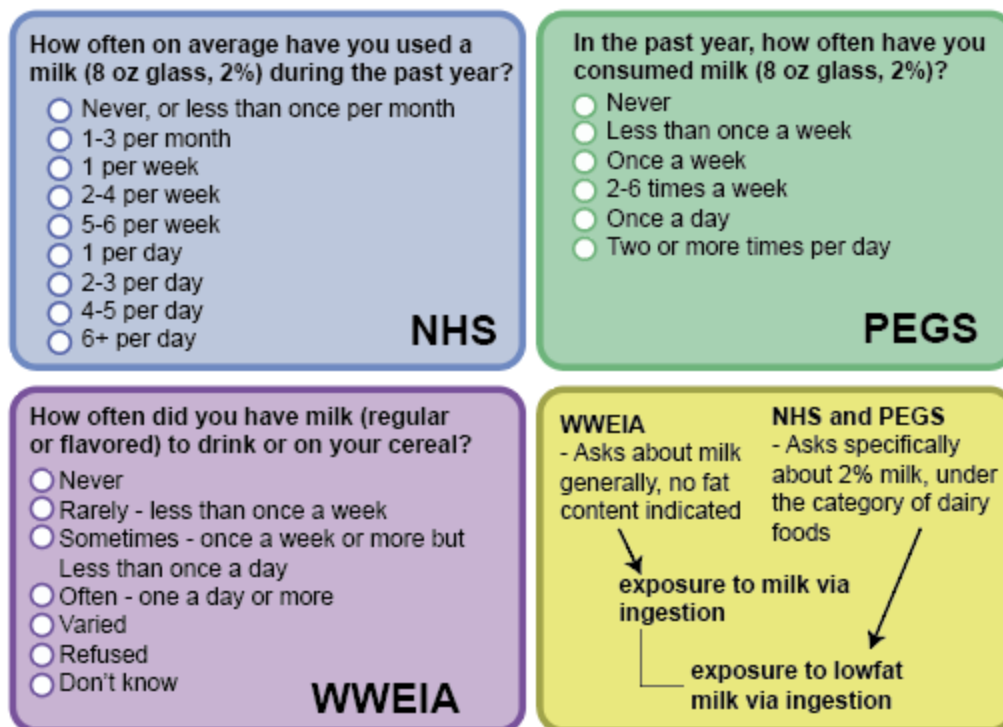 How often on average have you used a
milk (8 oz glass, 2%) during the past year?
Never, or less than once per month
1-3 per month
1 per week
2-4 per week
5-6 per week
1 per day
2-3 per day
4-5 per day
6+ per day
NHS
In the past year, how often have you
consumed milk (8 oz glass, 2%)?
Never
Less than once a week
Once a week
2-6 times a week
Once a day
Two or more times per day
PEGS
How often did you have milk (regular
or flavored) to drink or on your cereal?
Never
Rarely - less than once a week
Sometimes - once a week or more but
Less than once a day
Often - one a day or more
Varied
Refused
Don't know
WWEIA
WWEIA
- Asks about milk
generally, no fat
content indicated
NHS and PEGS
- Asks specifically
about 2% milk, under
the category of dairy
foods
exposure to milk via
ingestion
exposure to lowfat
milk via ingestion